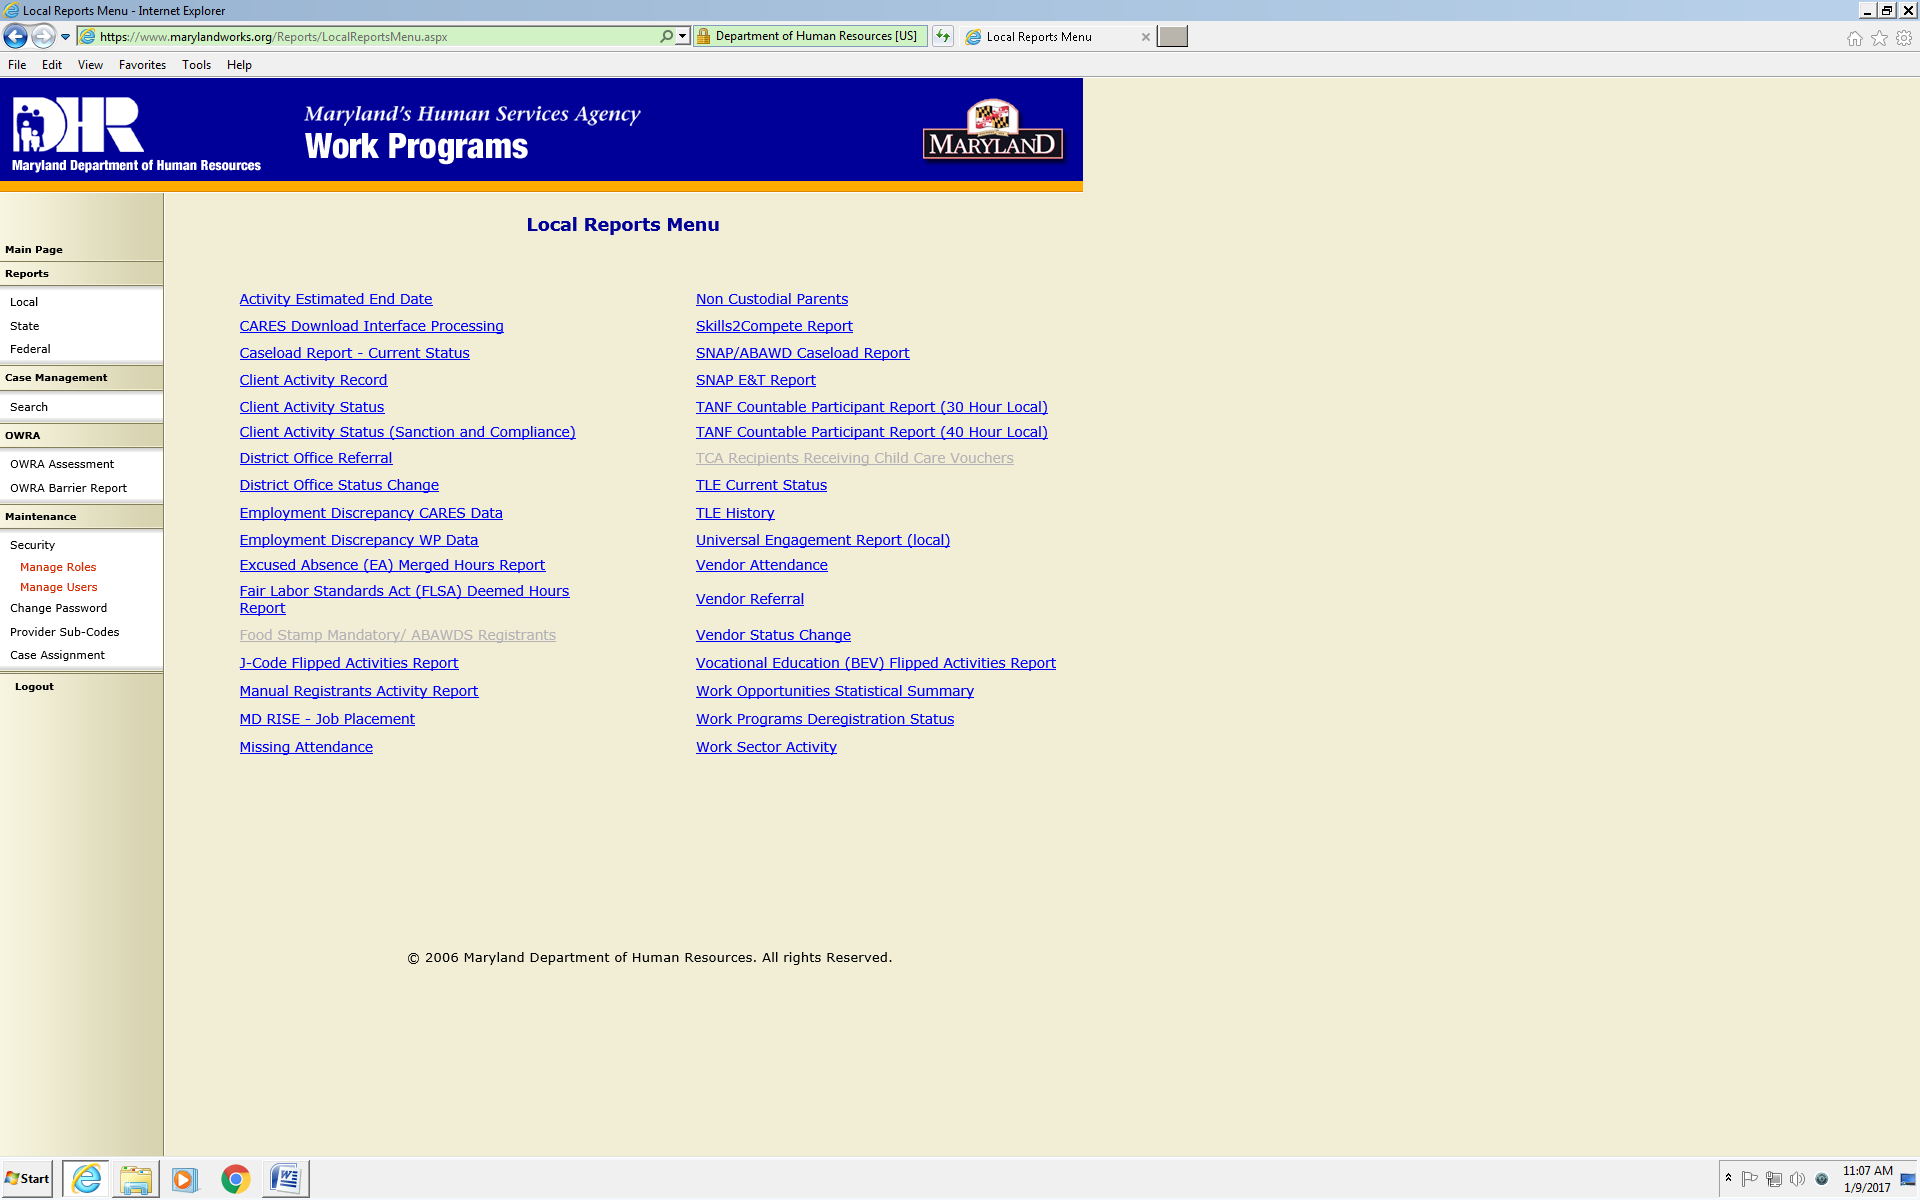 Local Reports Menu - Internet Explorer
https://www.marylandworks.org/Reports/LocalReportsMenu.aspx
Department of Human Resources [US]
Local Reports Menu
File Edit View Favorites Tools Help
DHR
Maryland Department of Human Resources
Maryland's Human Services Agency
Work Programs
MARYLAND
Main Page
Reports
Local
State
Federal
Case Management
Search
OWRA
OWRA Assessment
OWRA Barrier Report
Maintenance
Security
Manage Roles
Manage Users
Change Password
Provider Sub-Codes
Case Assignment
Logout
Local Reports Menu
Activity Estimated End Date
CARES Download Interface Processing
Caseload Report - Current Status
Client Activity Record
Client Activity Status
Client Activity Status (Sanction and Compliance)
District Office Referral
District Office Status Change
Employment Discrepancy CARES Data
Employment Discrepancy WP Data
Excused Absence (EA) Merged Hours Report
Fair Labor Standards Act (FLSA) Deemed Hours
Report
Food Stamp Mandatory/ ABAWDS Registrants
J-Code Flipped Activities Report
Manual Registrants Activity Report
MD RISE - Job Placement
Missing Attendance
Non Custodial Parents
Skills2Compete Report
SNAP/ABAWD Caseload Report
SNAP E&T Report
TANF Countable Participant Report (30 Hour Local)
TANF Countable Participant Report (40 Hour Local)
TCA Recipients Receiving Child Care Vouchers
TLE Current Status
TLE History
Universal Engagement Report (local)
Vendor Attendance
Vendor Referral
Vendor Status Change
Vocational Education (BEV) Flipped Activities Report
Work Opportunities Statistical Summary
Work Programs Deregistration Status
Work Sector Activity
© 2006 Maryland Department of Human Resources. All rights Reserved.
Start
11:07 AM
1/9/2017